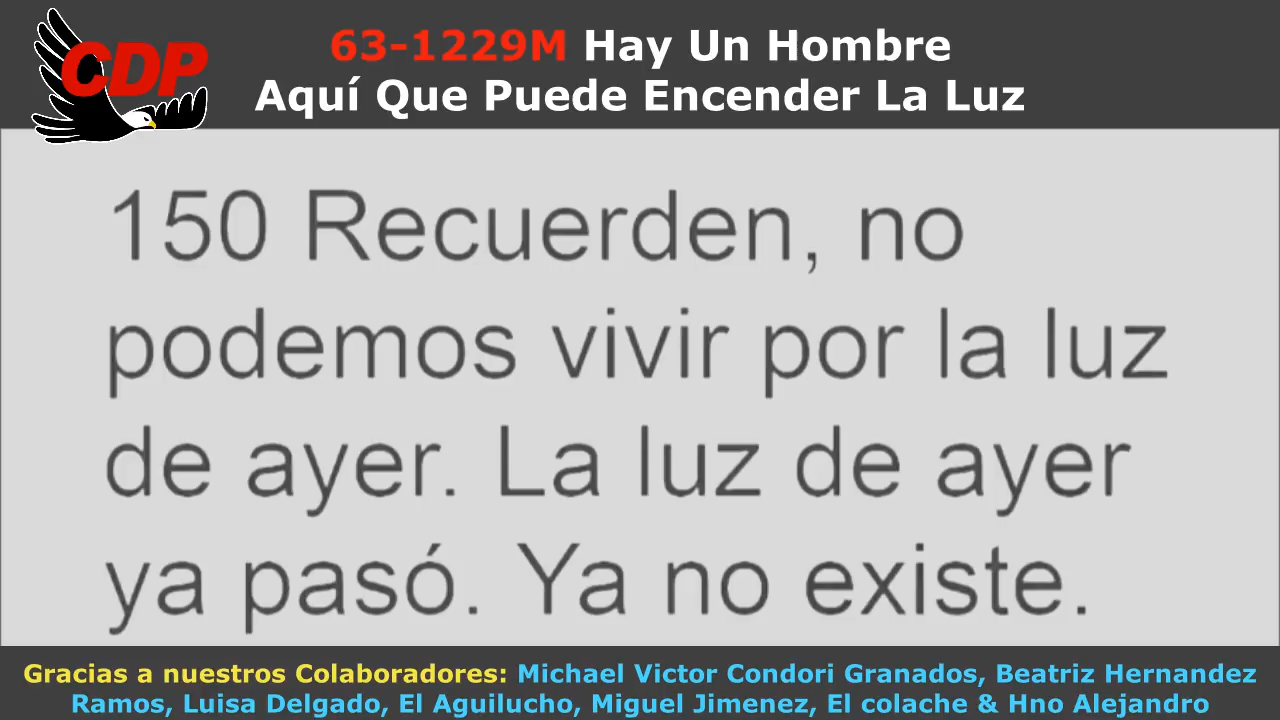 CDP
63-1229M Hay Un Hombre
Aquí Que Puede Encender La Luz
150 Recuerden, no
podemos vivir por la luz
de ayer. La luz de ayer
ya pasó. Ya no existe.
Gracias a nuestros Colaboradores: Michael Victor Condori Granados, Beatriz Hernandez
Ramos, Luisa Delgado, El Aguilucho, Miguel Jimenez, El colache & Hno Alejandro